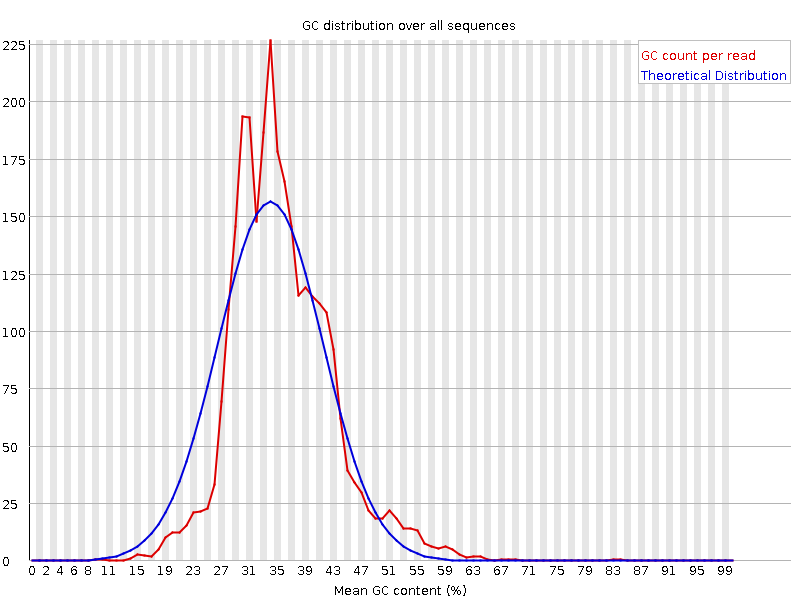 GC distribution over all sequences
GC count per read
Theoretical Distribution
225
200
175
150
125
100
75
50
25
0
0 2 4 6 8 11 15 19 23 27 31 35 39 43 47 51 55 59 63 67 71 75 79 83 87 91 95 99
Mean GC content (%)